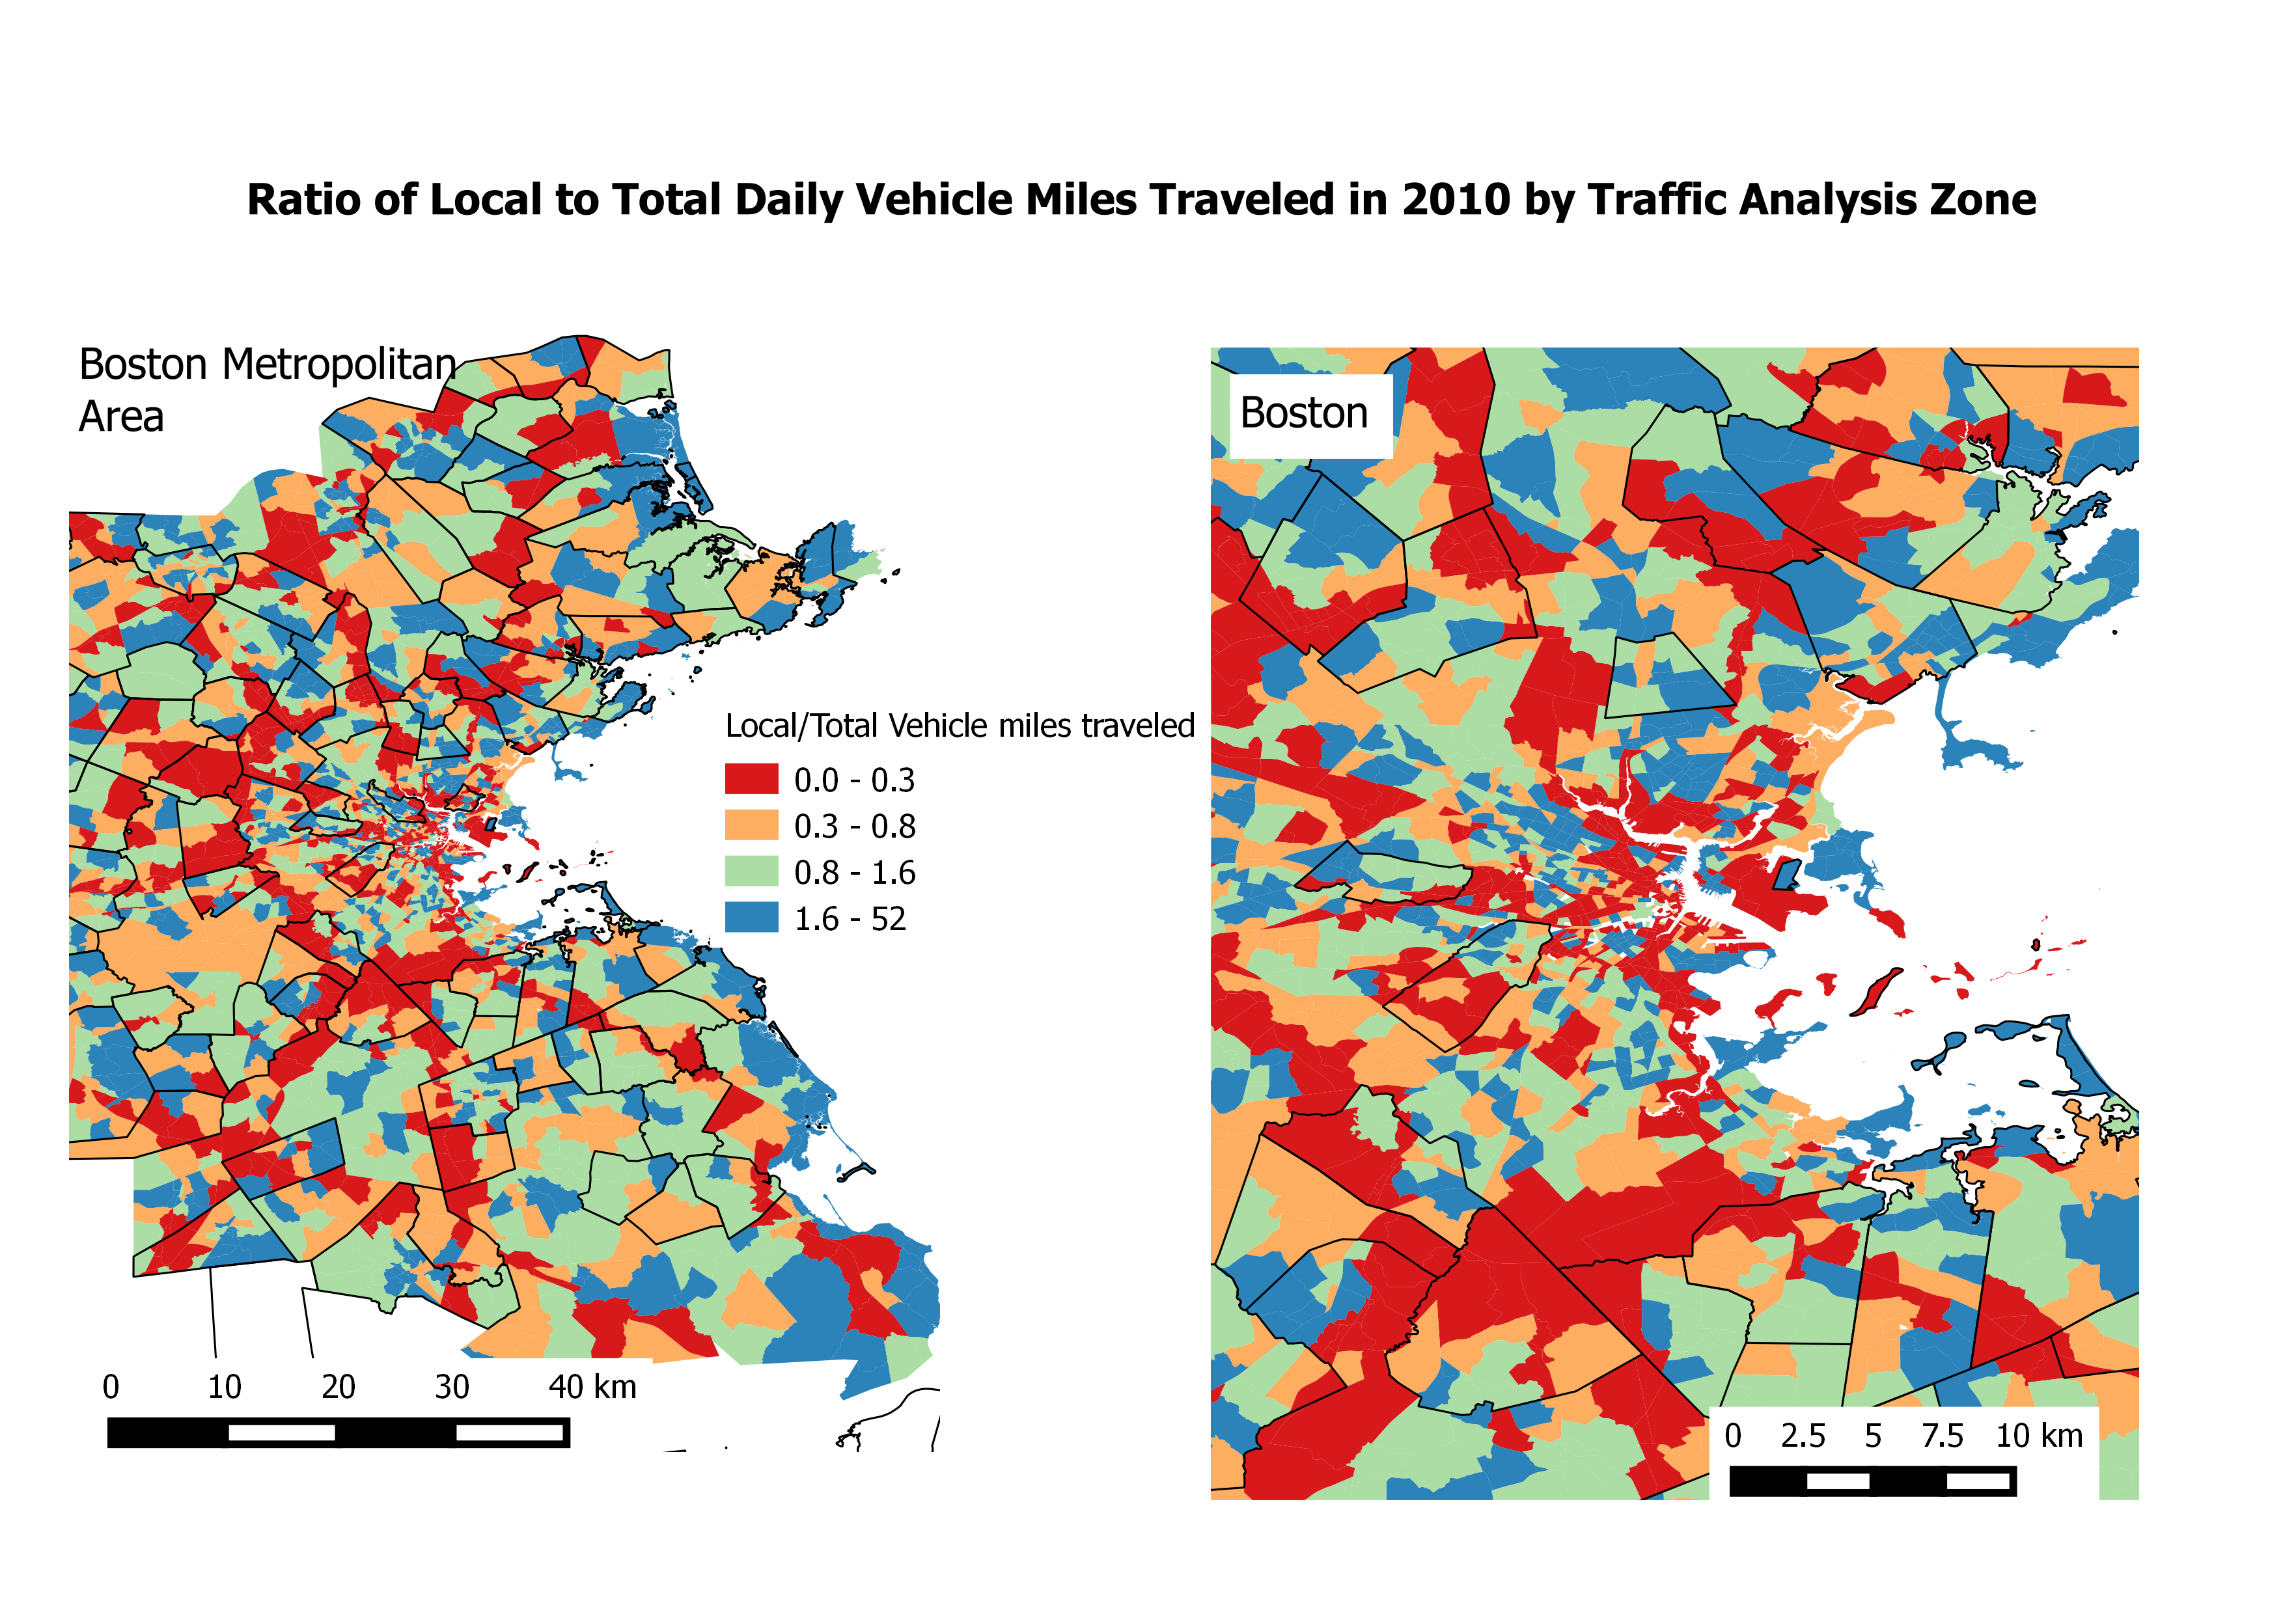 Ratio of Local to Total Daily Vehicle Miles Traveled in 2010 by Traffic Analysis Zone
Boston Metropolitan
Area
Boston
Local/Total Vehicle miles traveled
0.0 - 0.3
0.3 - 0.8
0.8 - 1.6
1.6 - 52
0 10 20 30 40 km
0 2.5 5 7.5 10 km